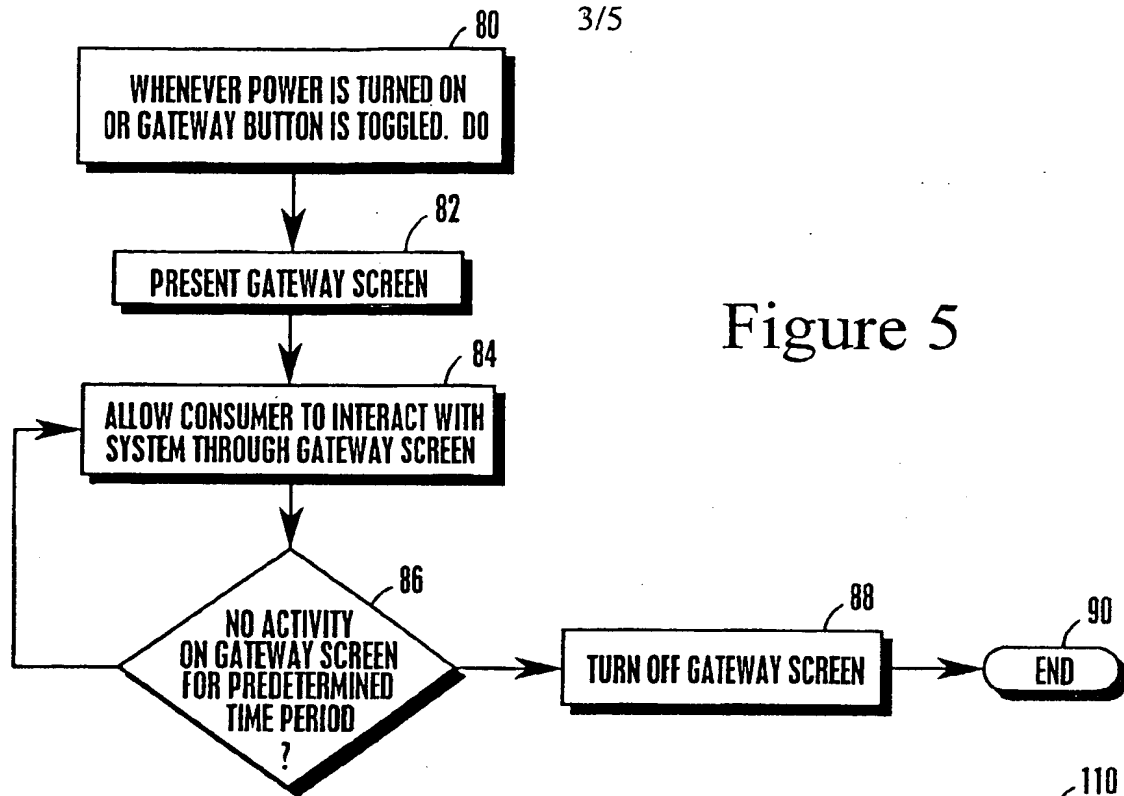 3/5
80
WHENEVER POWER IS TURNED ON
OR GATEWAY BUTTON IS TOGGLED. DO
82
PRESENT GATEWAY SCREEN
Figure 5
84
ALLOW CONSUMER TO INTERACT WITH
SYSTEM THROUGH GATEWAY SCREEN
86
NO ACTIVITY
ON GATEWAY SCREEN
FOR PREDETERMINED
TIME PERIOD
?
88
TURN OFF GATEWAY SCREEN
90
END
110